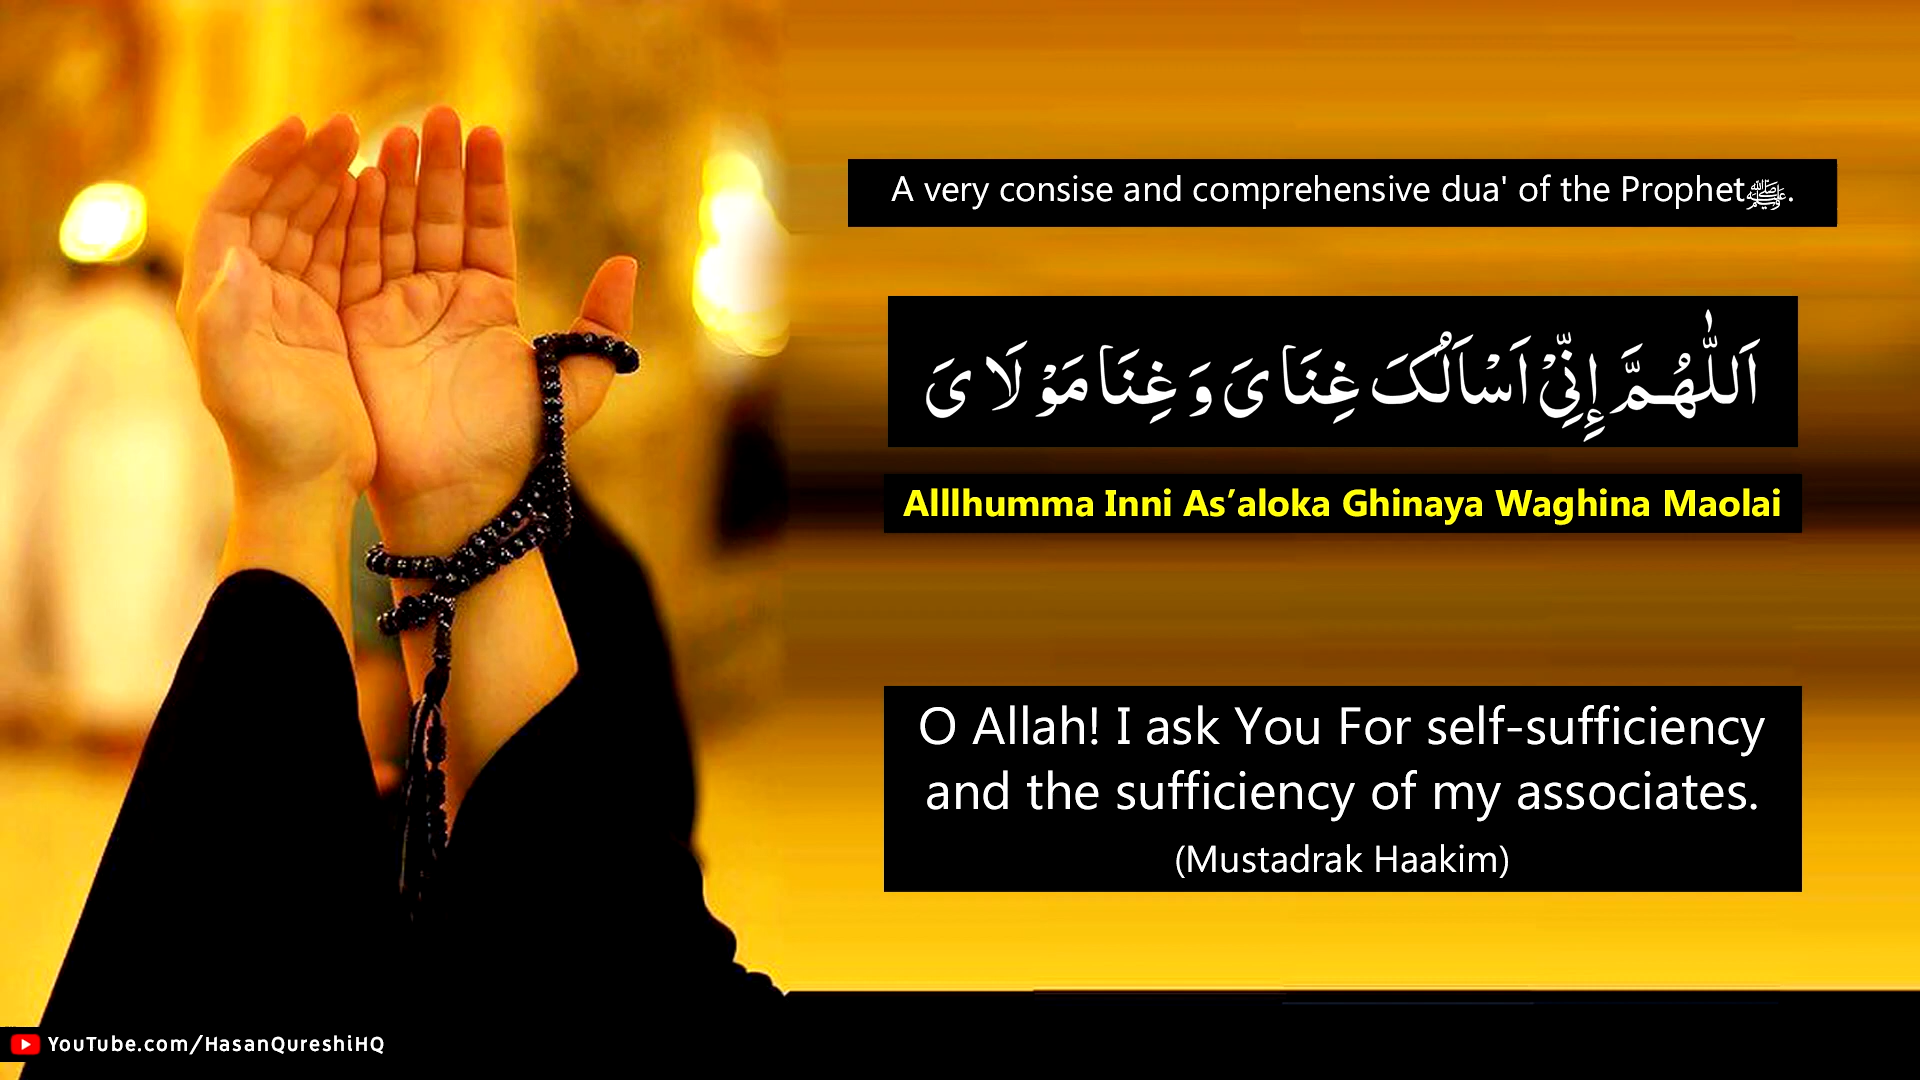 A very consise and comprehensive dua' of the Prophetﷺ.
اَللّٰهُمَّ إِنِّيْ اَسْاَلُکَ غِنَایَ وَ غِنَا مَوْلَایَ
Alllhumma Inni As’aloka Ghinaya Waghina Maolai
O Allah! I ask You For self-sufficiency
and the sufficiency of my associates.
(Mustadrak Haakim)
YouTube.com/HasanQureshiHQ